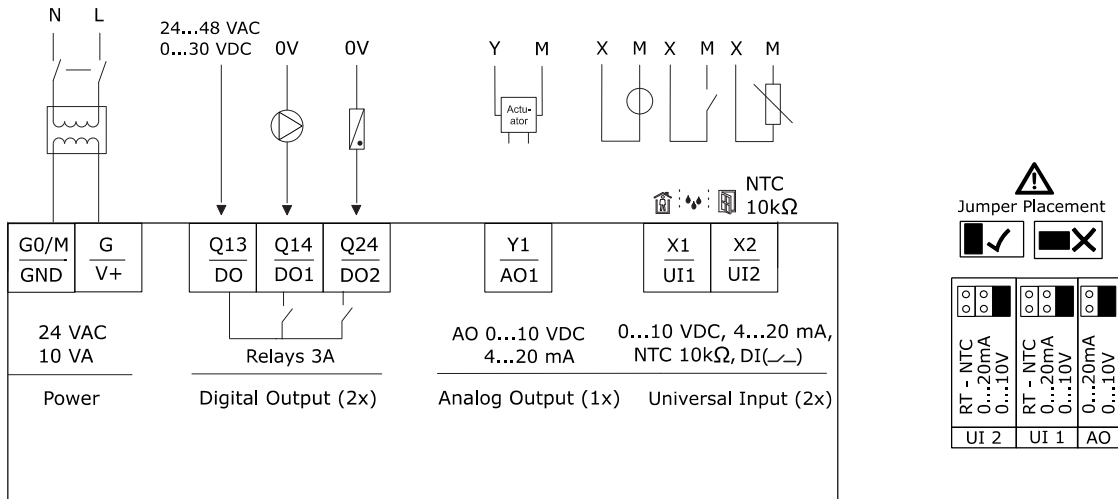 N L
24...48 VAC
0...30 VDC 0V 0V
Y M X M X M X M
Actu-
ator
NTC
10kΩ
G0/M G Q13 Q14 Q24 Y1 X1 X2
GND V+ DO DO1 DO2 AO1 UI1 UI2
24 VAC
10 VA
Relays 3A
AO 0...10 VDC
4...20 mA
0...10 VDC, 4...20 mA,
NTC 10kΩ, DI( )
Power
Digital Output (2x)
Analog Output (1x)
Universal Input (2x)
Jumper Placement
RT - NTC
0...20mA
0...10V
RT - NTC
0...20mA
0...10V
0...20mA
0...10V
UI 2 UI 1 AO